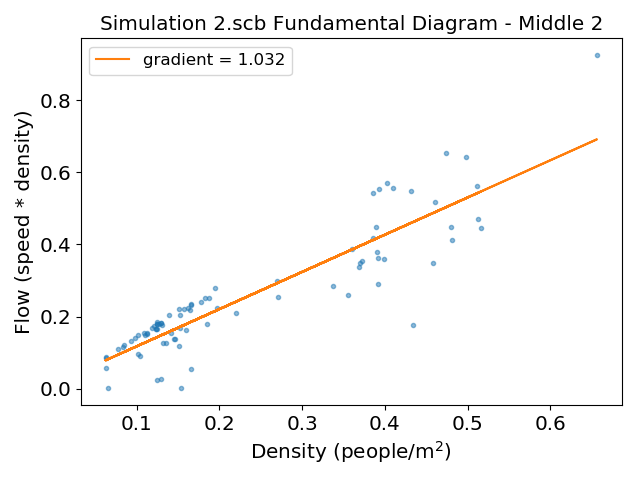 Simulation 2.scb Fundamental Diagram - Middle 2
gradient = 1.032
Flow (speed * density)
0.8
0.6
0.4
0.2
0.0
0.1 0.2 0.3 0.4 0.5 0.6
Density (people/m²)